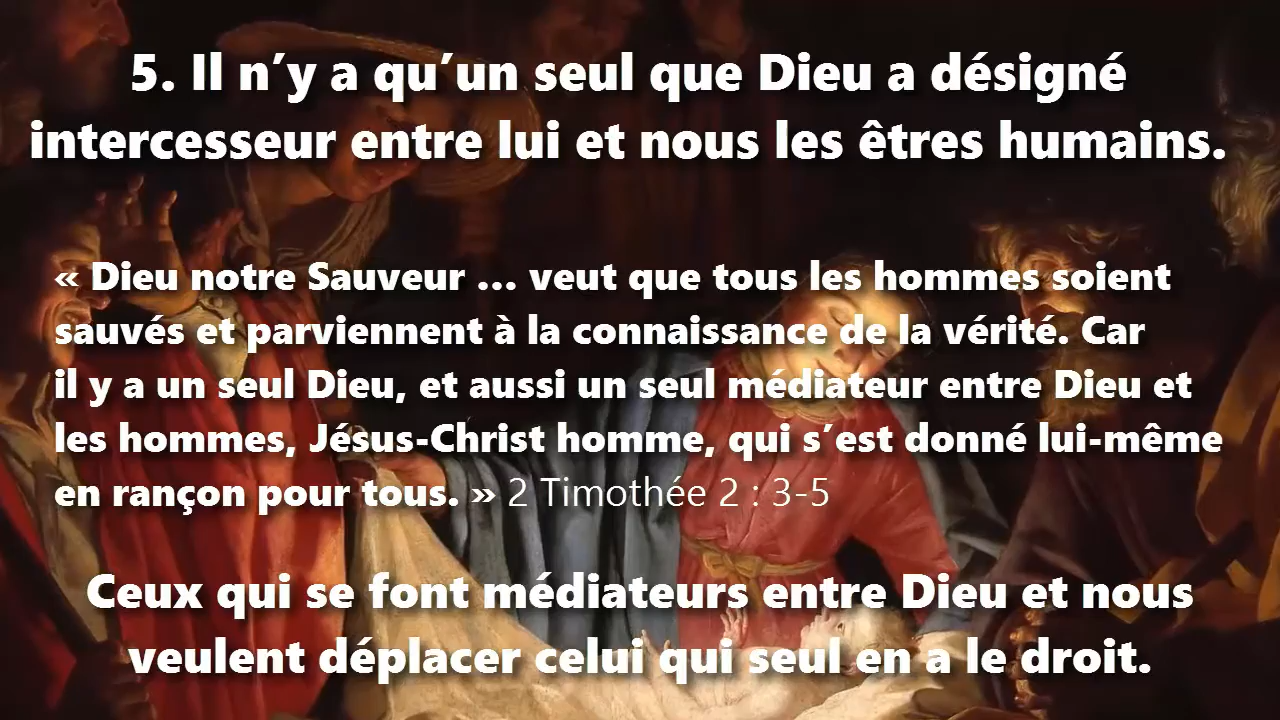 5. Il n’y a qu’un seul que Dieu a désigné
intercesseur entre lui et nous les êtres humains.
« Dieu notre Sauveur … veut que tous les hommes soient
sauvés et parviennent à la connaissance de la vérité. Car
il y a un seul Dieu, et aussi un seul médiateur entre Dieu et
les hommes, Jésus-Christ homme, qui s’est donné lui-même
en rançon pour tous. » 2 Timothée 2 : 3-5
Ceux qui se font médiateurs entre Dieu et nous
veulent déplacer celui qui seul en a le droit.